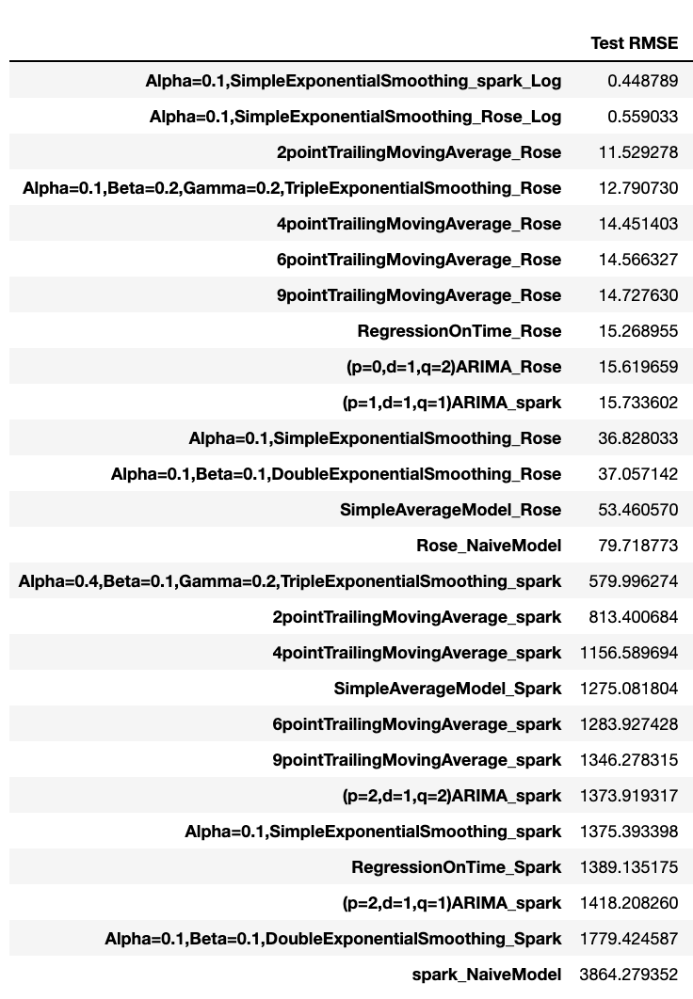 Test RMSE
Alpha=0.1,SimpleExponentialSmoothing_spark_Log 0.448789
Alpha=0.1,SimpleExponentialSmoothing_Rose_Log 0.559033
2pointTrailingMovingAverage_Rose 11.529278
Alpha=0.1,Beta=0.2,Gamma=0.2,TripleExponentialSmoothing_Rose 12.790730
4pointTrailingMovingAverage_Rose 14.451403
6pointTrailingMovingAverage_Rose 14.566327
9pointTrailingMovingAverage_Rose 14.727630
RegressionOnTime_Rose 15.268955
(p=0,d=1,q=2)ARIMA_Rose 15.619659
(p=1,d=1,q=1)ARIMA_spark 15.733602
Alpha=0.1,SimpleExponentialSmoothing_Rose 36.828033
Alpha=0.1,Beta=0.1,DoubleExponentialSmoothing_Rose 37.057142
SimpleAverageModel_Rose 53.460570
Rose_NaiveModel 79.718773
Alpha=0.4,Beta=0.1,Gamma=0.2,TripleExponentialSmoothing_spark 579.996274
2pointTrailingMovingAverage_spark 813.400684
4pointTrailingMovingAverage_spark 1156.589694
SimpleAverageModel_Spark 1275.081804
6pointTrailingMovingAverage_spark 1283.927428
9pointTrailingMovingAverage_spark 1346.278315
(p=2,d=1,q=2)ARIMA_spark 1373.919317
Alpha=0.1,SimpleExponentialSmoothing_spark 1375.393398
RegressionOnTime_Spark 1389.135175
(p=2,d=1,q=1)ARIMA_spark 1418.208260
Alpha=0.1,Beta=0.1,DoubleExponentialSmoothing_Spark 1779.424587
spark_NaiveModel 3864.279352